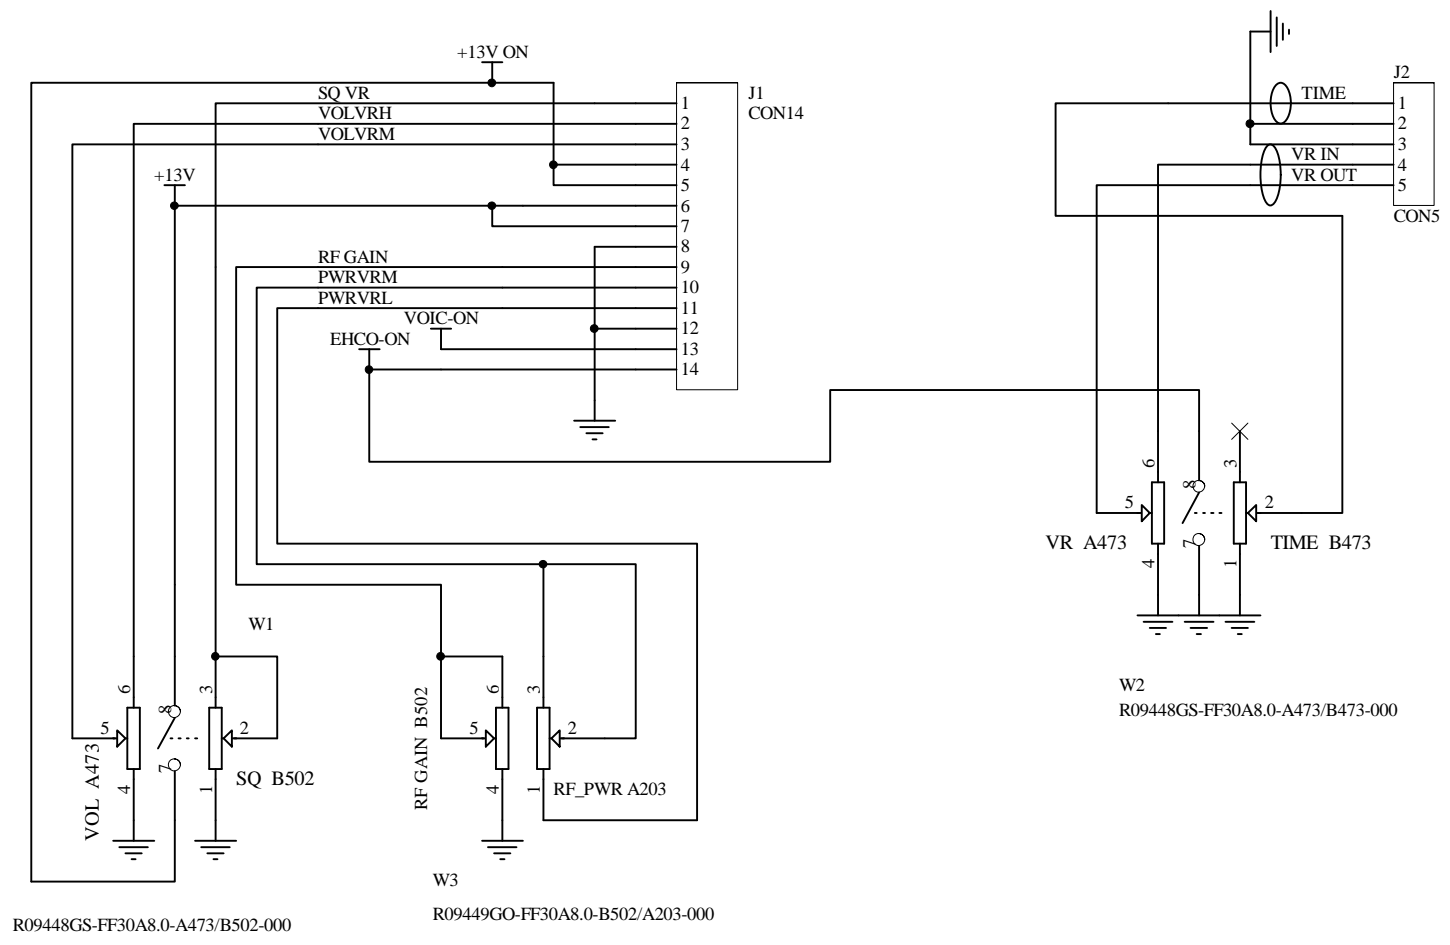 +13V ON
J1
CON14
SQ VR
1
VOLVRH
2
VOLVRM
3
4
5
+13V
6
7
8
RF GAIN
9
PWRVRM
10
PWRVRL
11
VOIC-ON
12
EHCO-ON
13
14
J2
TIME
1
2
3
VR IN
4
VR OUT
5
CON5
6
8
3
5
2
VR A473
7
TIME B473
4
1
W2
R09448GS-FF30A8.0-A473/B473-000
W1
6
8
3
5
2
VOL A473
7
SQ B502
4
1
RF GAIN B502
6
3
5
2
4
1
RF_PWR A203
W3
R09449GO-FF30A8.0-B502/A203-000
R09448GS-FF30A8.0-A473/B502-000